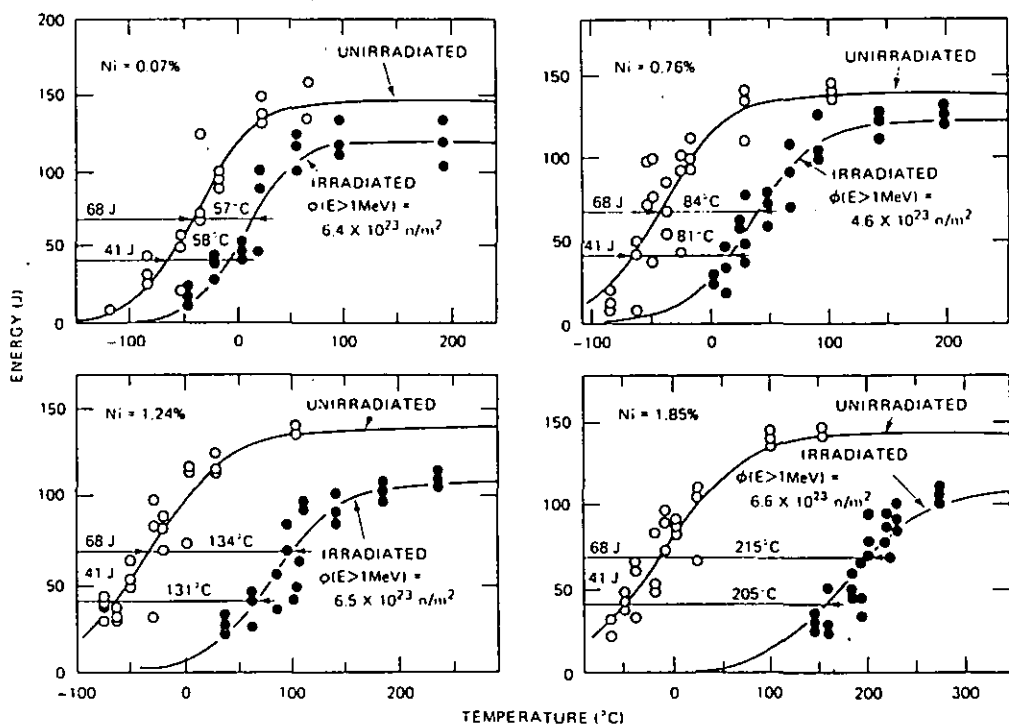 ENERGY (J)
Ni = 0.07%
UNIRRADIATED
IRRADIATED
O(E>1MeV) =
6.4 X 10²³ n/m²
68 J
57°C
41 J
58°C
150
100
50
0
-100
0
100
200
Ni = 0.76%
UNIRRADIATED
IRRADIATED
ϕ(E>1MeV) =
4.6 X 10²³ n/m²
68 J
84°C
41 J
81°C
150
100
50
0
-100
0
100
200
Ni = 1.24%
UNIRRADIATED
IRRADIATED
O(E>1MeV) =
6.5 X 10²³ n/m²
68 J
134°C
41 J
131°C
150
100
50
0
-100
0
100
200
Ni = 1.85%
UNIRRADIATED
IRRADIATED
ϕ(E>1MeV) =
6.6 X 10²³ n/m²
68 J
215°C
41 J
205°C
150
100
50
0
0
100
200
300
TEMPERATURE (°C)